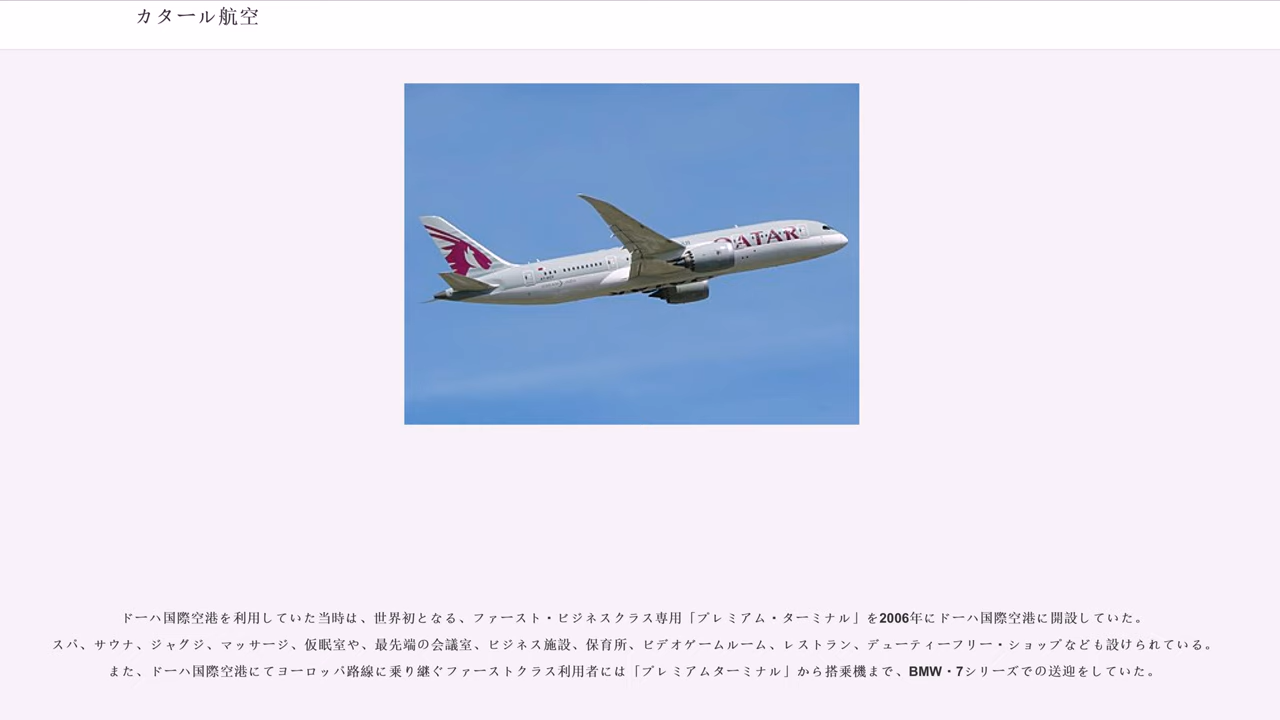 カタール航空
QATAR
ドーハ国際空港を利用していた当時は、世界初となる、ファースト・ビジネスクラス専用「プレミアム・ターミナル」を2006年にドーハ国際空港に開設していた。
スパ、サウナ、ジャグジ、マッサージ、仮眠室や、最先端の会議室、ビジネス施設、保育所、ビデオゲームルーム、レストラン、デューティーフリー・ショップなども設けられている。
また、ドーハ国際空港にてヨーロッパ路線に乗り継ぐファーストクラス利用者には「プレミアムターミナル」から搭乗機まで、BMW・7シリーズでの送迎をしていた。